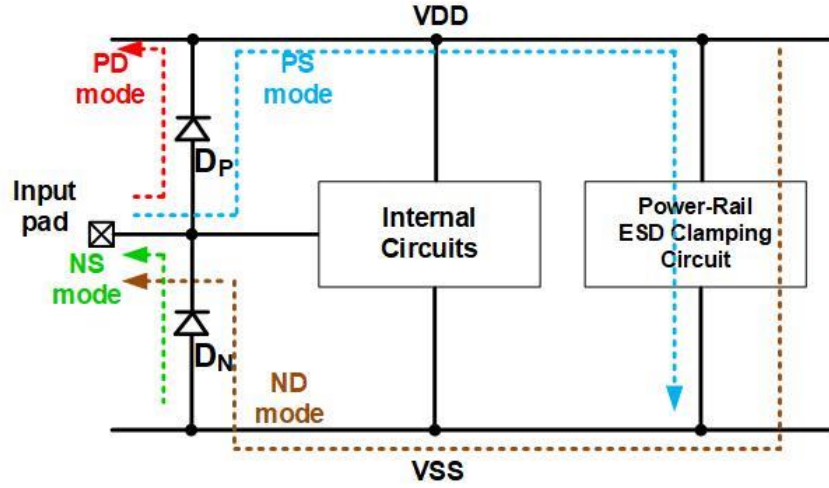 VDD
PD
mode
PS
mode
DP
Input
pad
Internal
Circuits
Power-Rail
ESD Clamping
Circuit
NS
mode
DN
ND
mode
VSS